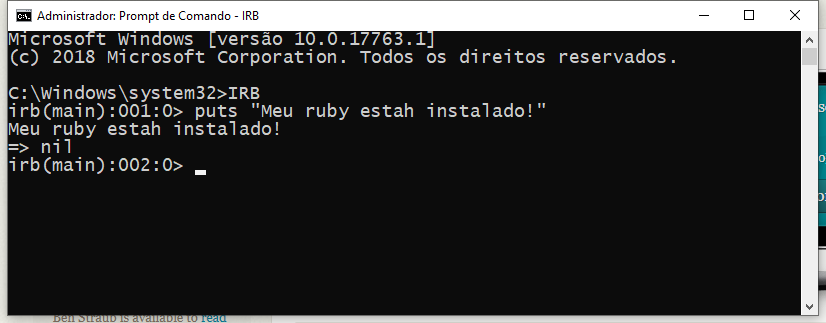 Administrador: Prompt de Comando - IRB
Microsoft Windows [versão 10.0.17763.1]
(c) 2018 Microsoft Corporation. Todos os direitos reservados.
C:\Windows\system32>IRB
irb(main):001:0> puts "Meu ruby estah instalado!"
Meu ruby estah instalado!
=> nil
irb(main):002:0>
Ben Straub is available to read